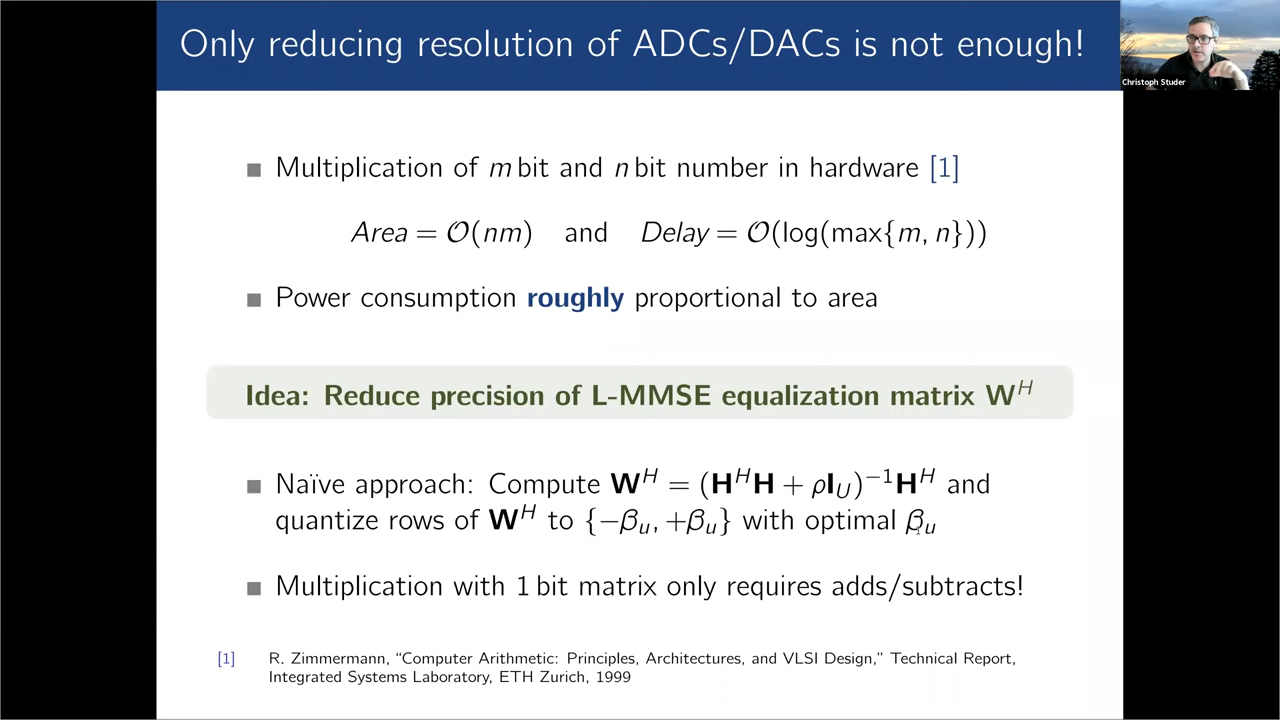 Only reducing resolution of ADCs/DACs is not enough!
Christoph Studer
■ Multiplication of m bit and n bit number in hardware [1]
Area = 𝒪(nm) and Delay = 𝒪(log(max{m, n}))
■ Power consumption roughly proportional to area
Idea: Reduce precision of L-MMSE equalization matrix W^H
■ Naïve approach: Compute W^H = (H^H H + ρI_U)^−1 H^H and
quantize rows of W^H to {−β_u, +β_u} with optimal β_u
■ Multiplication with 1 bit matrix only requires adds/subtracts!
[1] R. Zimmermann, “Computer Arithmetic: Principles, Architectures, and VLSI Design,” Technical Report,
Integrated Systems Laboratory, ETH Zurich, 1999